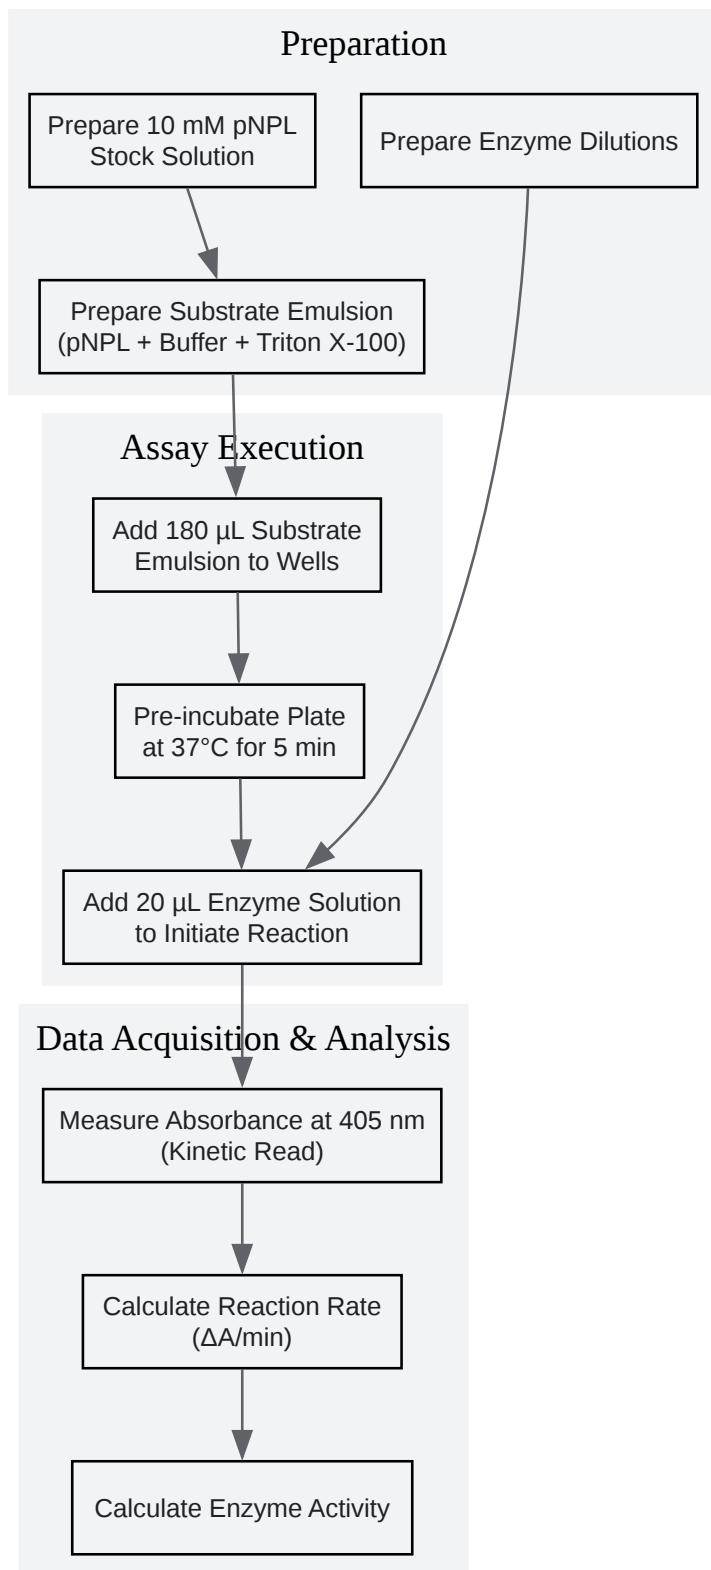 Preparation
Prepare 10 mM pNPL
Stock Solution
Prepare Enzyme Dilutions
Prepare Substrate Emulsion
(pNPL + Buffer + Triton X-100)
Assay Execution
Add 180 µL Substrate
Emulsion to Wells
Pre-incubate Plate
at 37°C for 5 min
Add 20 µL Enzyme Solution
to Initiate Reaction
Data Acquisition & Analysis
Measure Absorbance at 405 nm
(Kinetic Read)
Calculate Reaction Rate
(ΔA/min)
Calculate Enzyme Activity